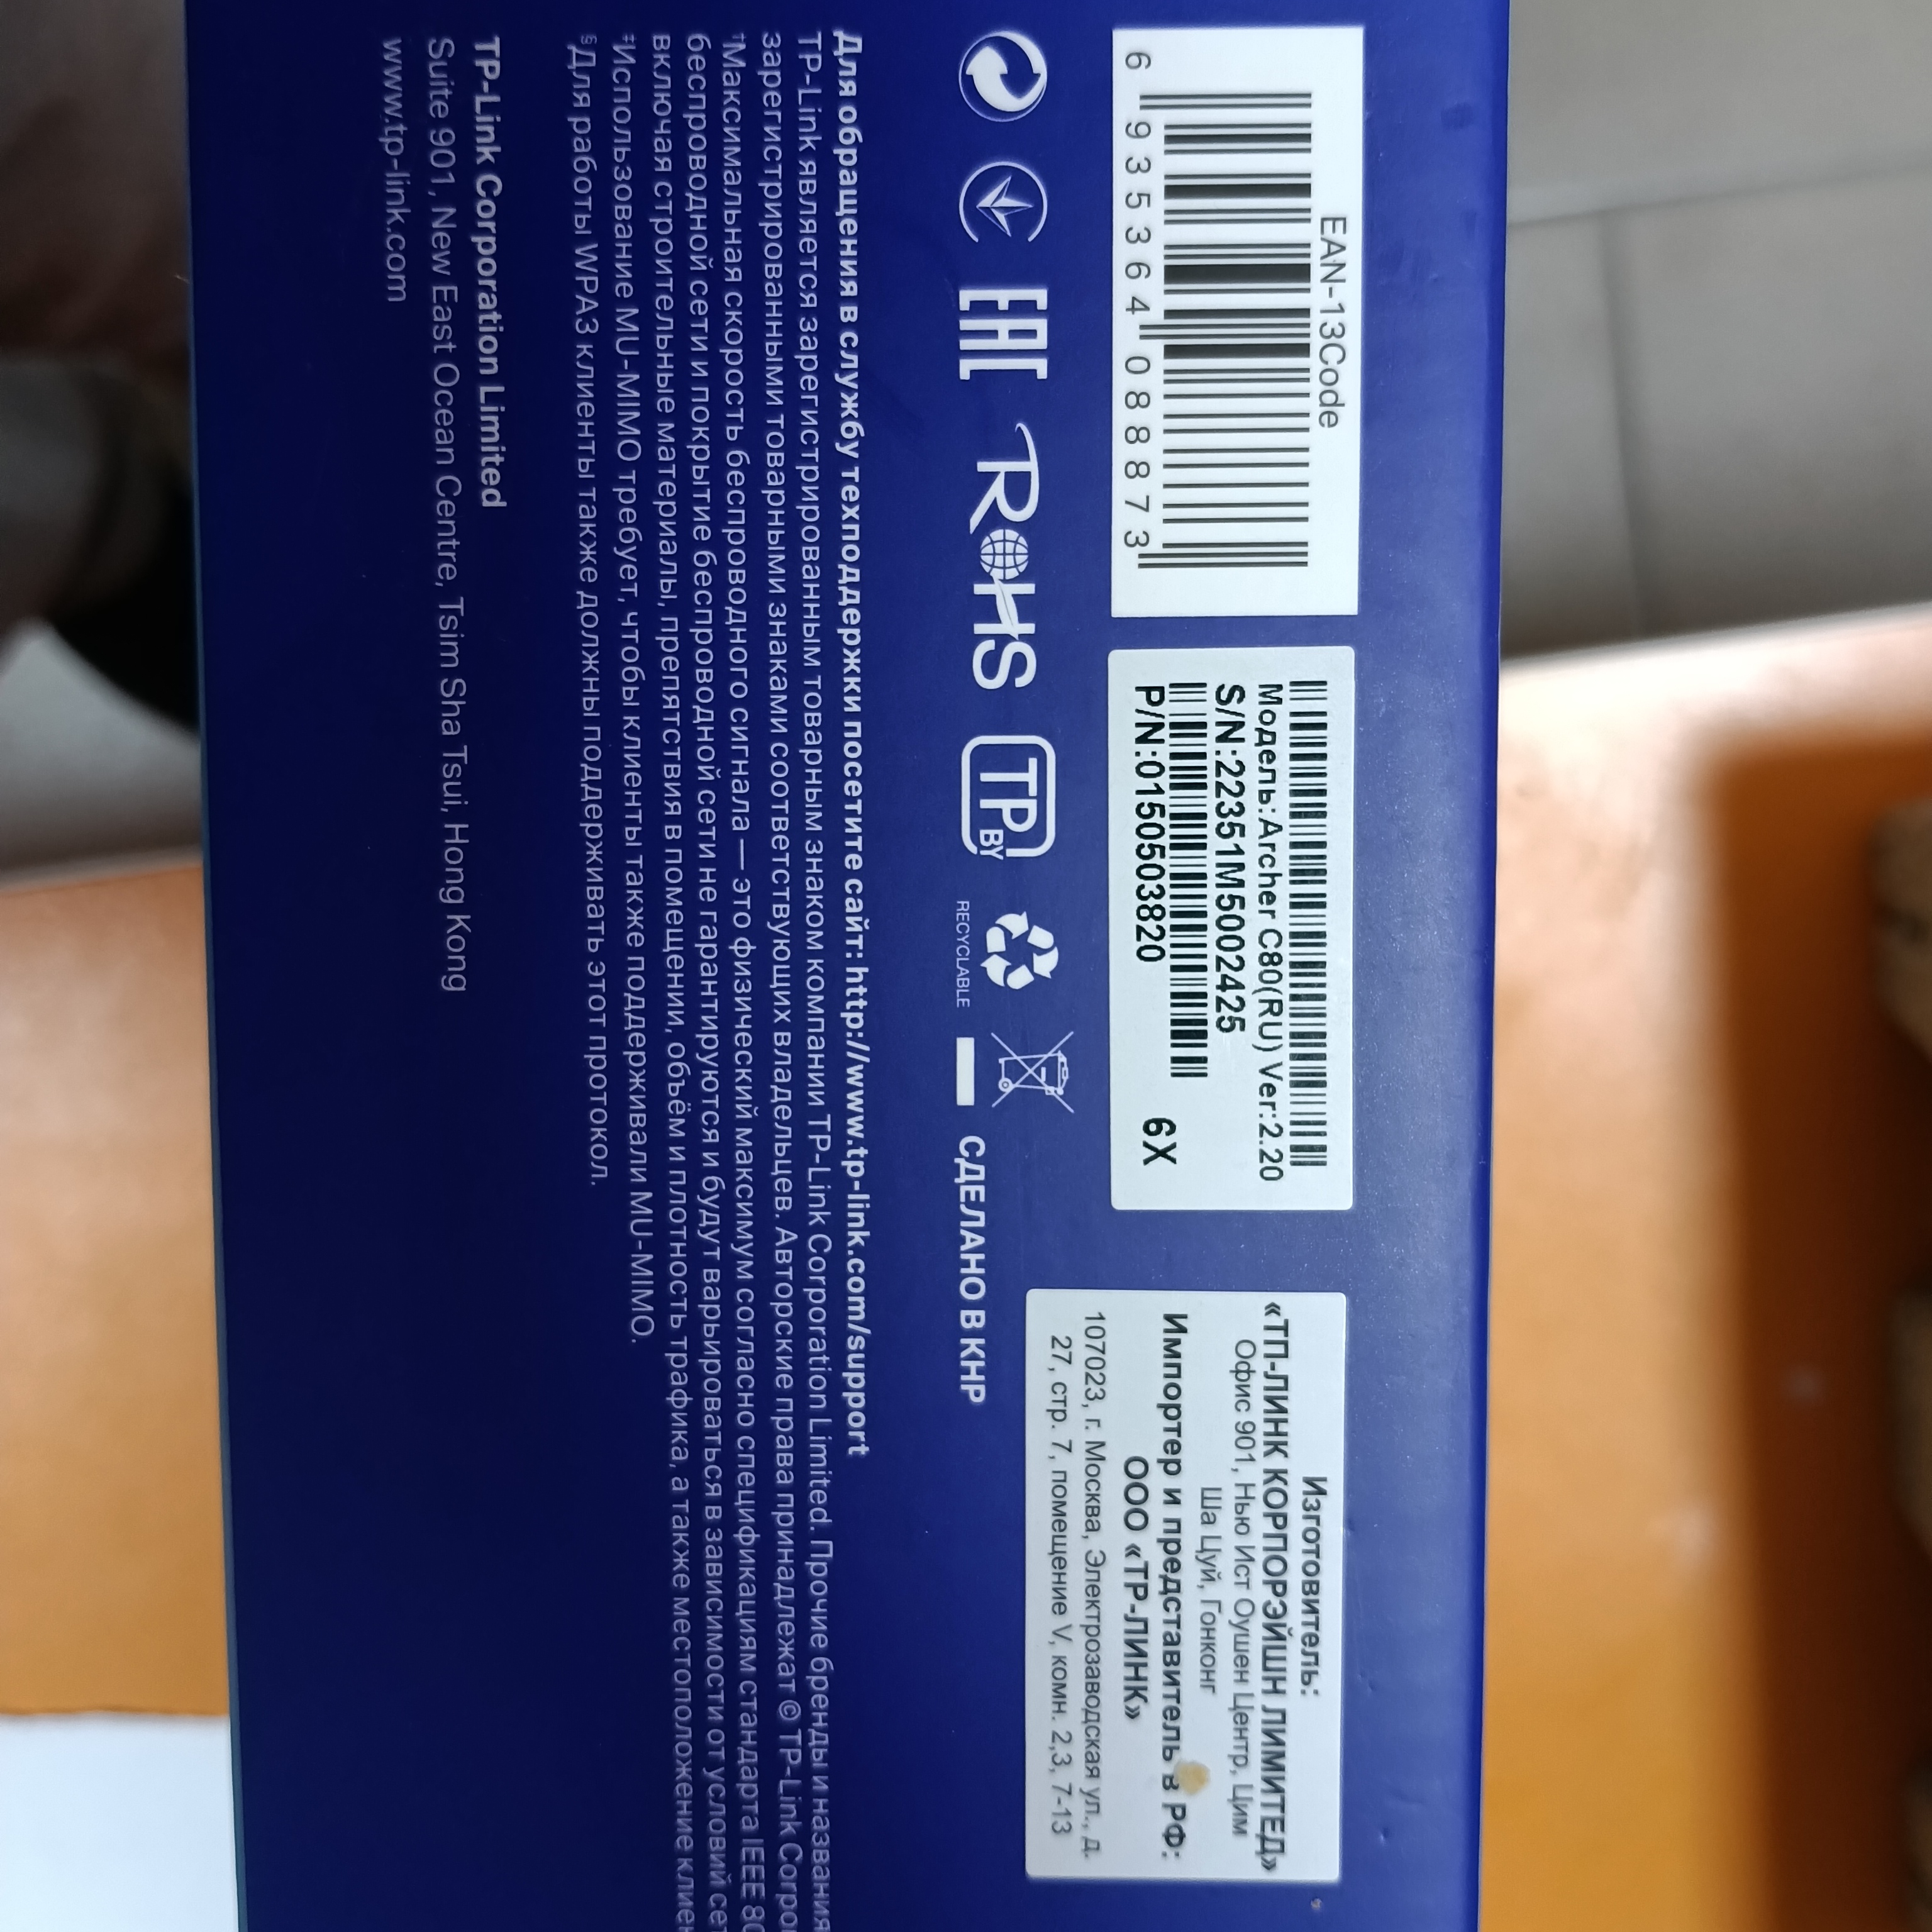 EAN-13Code
6 935364 088873
Модель:Archer C80(RU) Ver:2.20
S/N:22351M5002425
P/N:0150503820
6X
Изготовитель:
«ТП-ЛИНК КОРПОРЭЙШН ЛИМИТЕД»
Офис 901, Нью Ист Оушен Центр, Цим
Ша Цуй, Гонконг
Импортер и представитель в РФ:
ООО «ТР-ЛИНК»
107023, г. Москва, Электрозаводская ул., д.
27, стр. 7, помещение V, комн. 2,3, 7-13
EAC
RoHS
TP BY
RECYCLABLE
СДЕЛАНО В КНР
Для обращения в службу техподдержки посетите сайт: http://www.tp-link.com/support
TP-Link является зарегистрированным товарным знаком компании TP-Link Corporation Limited. Прочие бренды и названия
зарегистрированными товарными знаками соответствующих владельцев. Авторские права принадлежат © TP-Link Corpor
†Максимальная скорость беспроводного сигнала — это физический максимум согласно спецификациям стандарта IEEE 80
беспроводной сети и покрытие беспроводной сети не гарантируются и будут варьироваться в зависимости от условий сет
включая строительные материалы, препятствия в помещении, объём и плотность трафика, а также местоположение клиен
‡Использование MU-MIMO требует, чтобы клиенты также поддерживали MU-MIMO.
§Для работы WPA3 клиенты также должны поддерживать этот протокол.
TP-Link Corporation Limited
Suite 901, New East Ocean Centre, Tsim Sha Tsui, Hong Kong
www.tp-link.com